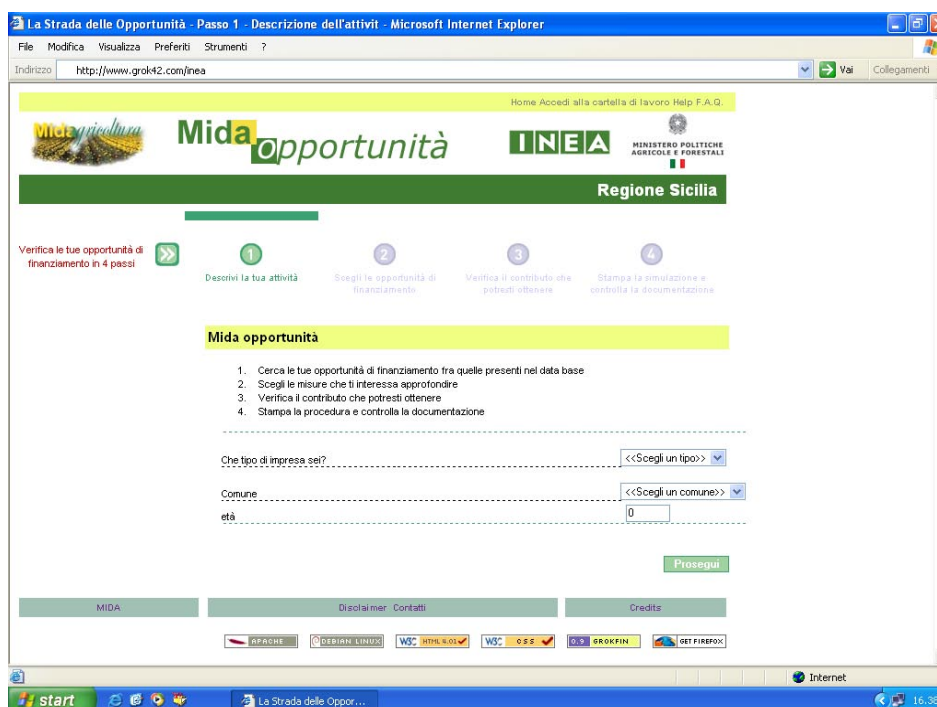 La Strada delle Opportunità - Passo 1 - Descrizione dell'attivit - Microsoft Internet Explorer
File Modifica Visualizza Preferiti Strumenti ?
Indirizzo http://www.grok42.com/inea Vai Collegamenti
Home Accedi alla cartella di lavoro Help F.A.Q.
Midagricoltura
Mida opportunità
INEA
MINISTERO POLITICHE
AGRICOLE E FORESTALI
Regione Sicilia
Verifica le tue opportunità di
finanziamento in 4 passi
1
Descrivi la tua attività
2
Scegli le opportunità di
finanziamento
3
Verifica il contributo che
potresti ottenere
4
Stampa la simulazione e
controlla la documentazione
Mida opportunità
1. Cerca le tue opportunità di finanziamento fra quelle presenti nel data base
2. Scegli le misure che ti interessa approfondire
3. Verifica il contributo che potresti ottenere
4. Stampa la procedura e controlla la documentazione
Che tipo di impresa sei? <<Scegli un tipo>>
Comune <<Scegli un comune>>
età 0
Prosegui
MIDA Disclaimer Contatti Credits
APACHE DEBIAN LINUX W3C HTML 4.01 W3C CSS 0.9 GROKFIN GET FIREFOX
Internet
start La Strada delle Oppor... 16.38